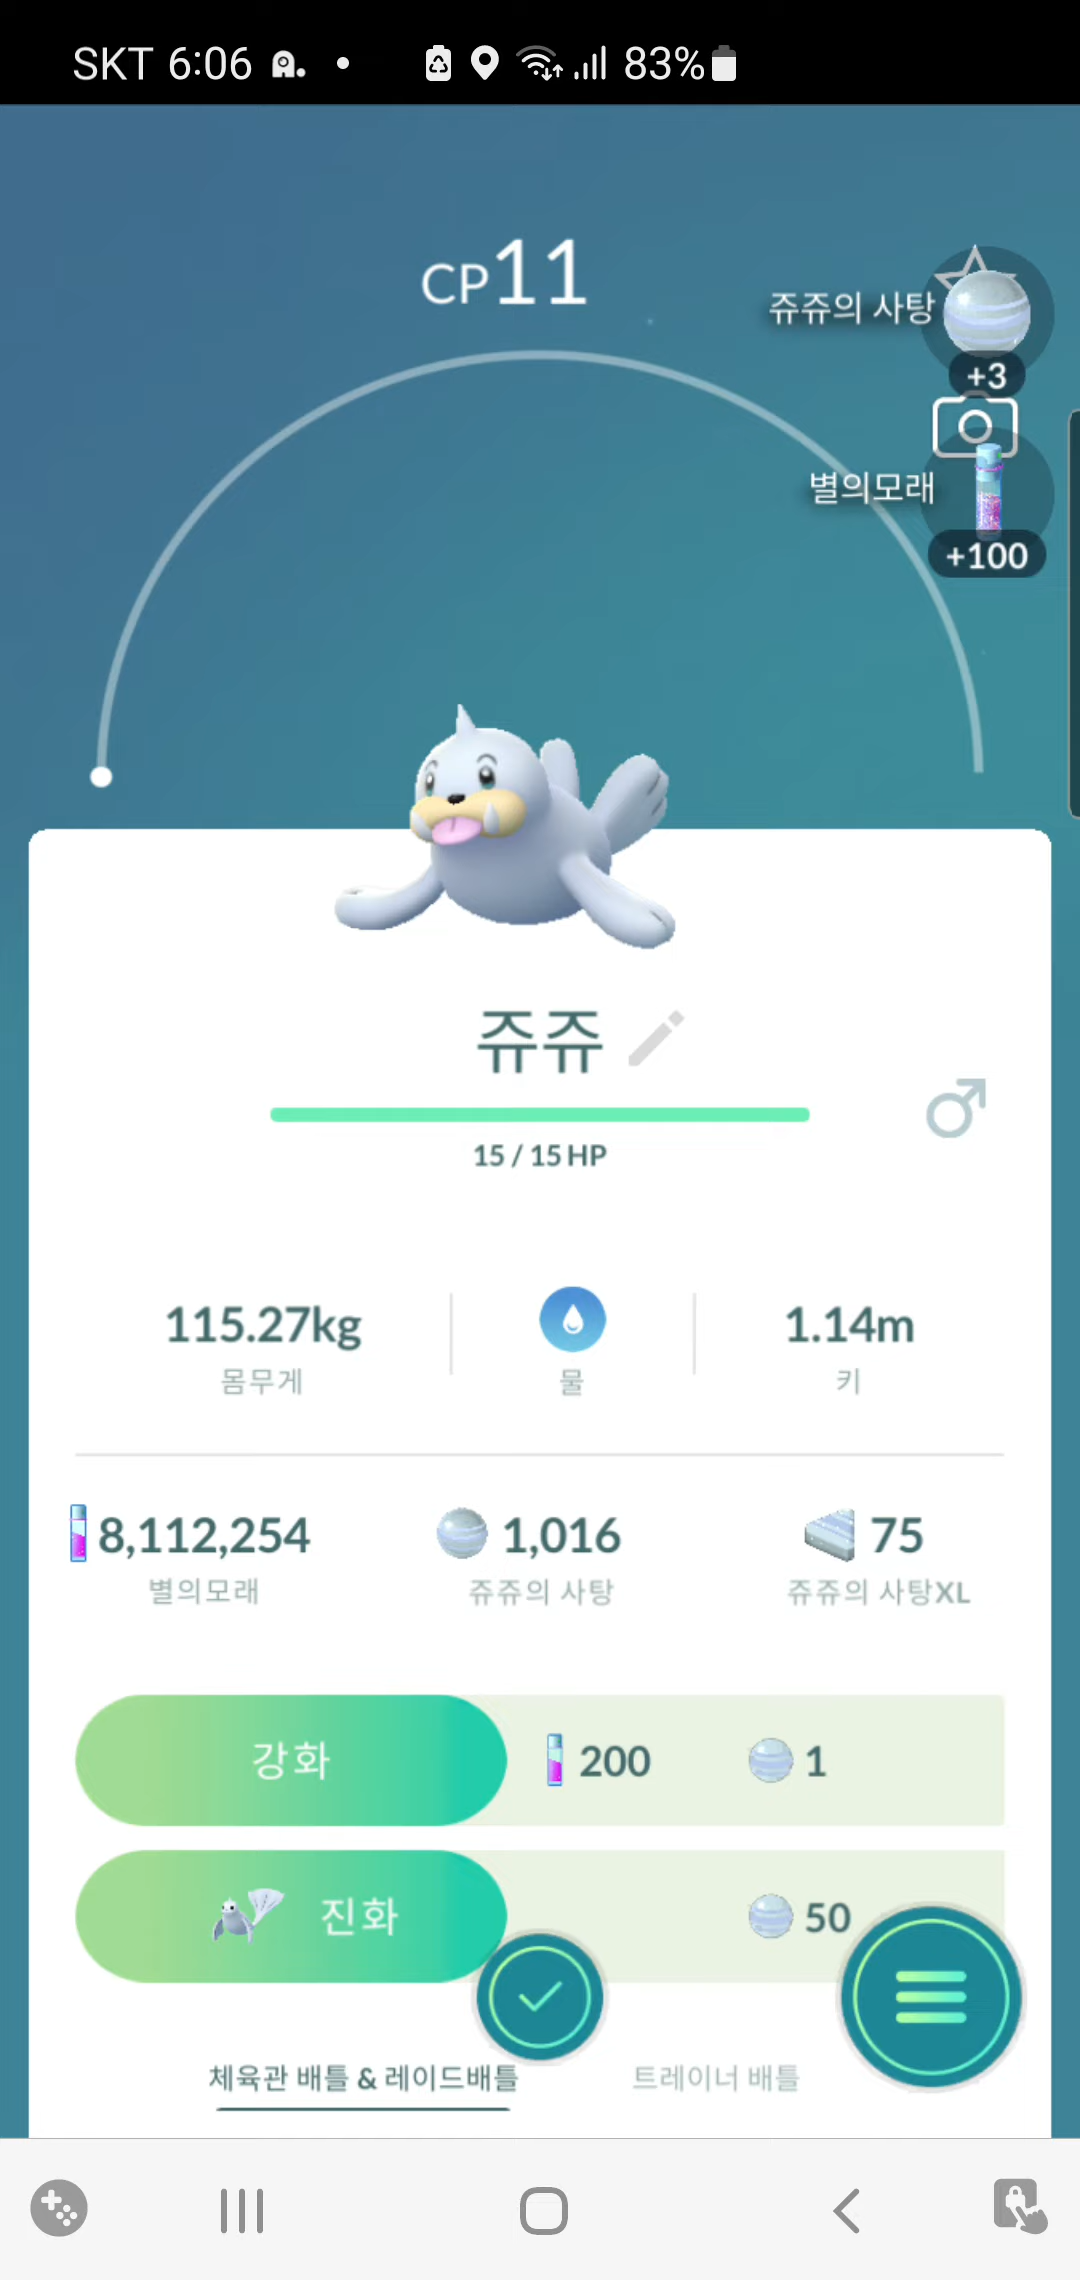 SKT 6:06 83%
CP11
쥬쥬의 사탕
+3
별의모래
+100
쥬쥬
15 / 15 HP
115.27kg
몸무게
물
1.14m
키
8,112,254
별의모래
1,016
쥬쥬의 사탕
75
쥬쥬의 사탕XL
강화 200 1
진화 50
체육관 배틀 & 레이드배틀 트레이너 배틀